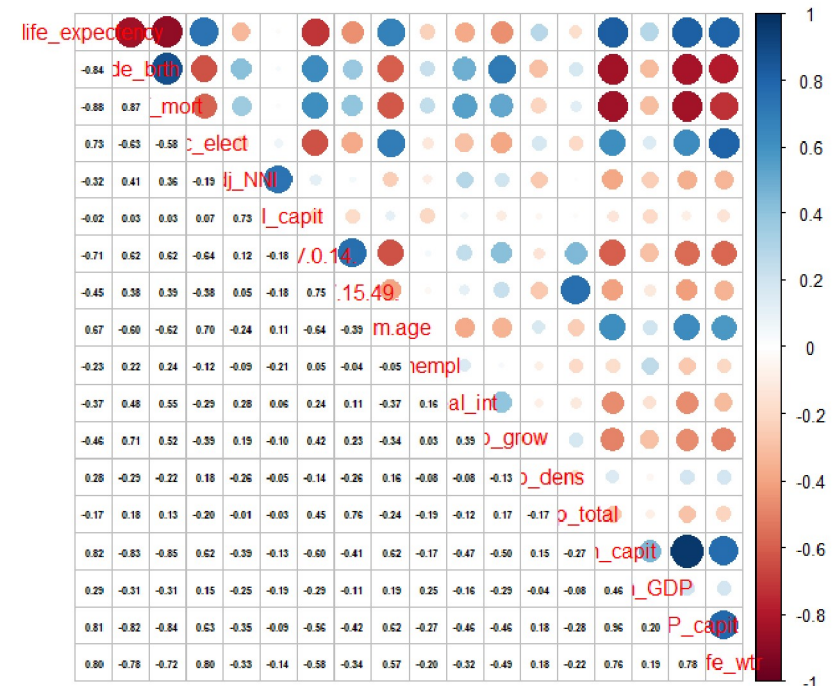 life_expectency 1
-0.84 de_brth 0.8
-0.88 0.87 _mort
0.73 -0.63 -0.58 c_elect 0.6
-0.32 0.41 0.36 -0.19 dj_NNI
-0.02 0.03 0.03 0.07 0.73 l_capit 0.4
-0.71 0.62 0.62 -0.64 0.12 -0.18 /.0.14. 0.2
-0.45 0.38 0.39 -0.38 0.05 -0.18 0.75 .15.49.
0.67 -0.60 -0.62 0.70 -0.24 0.11 -0.64 -0.39 m.age 0
-0.23 0.22 0.24 -0.12 -0.09 -0.21 0.05 -0.04 -0.05 nempl
-0.37 0.48 0.55 -0.29 0.28 0.06 0.24 0.11 -0.37 0.16 al_int -0.2
-0.46 0.71 0.52 -0.39 0.19 -0.10 0.42 0.23 -0.34 0.03 0.39 o_grow -0.4
0.28 -0.29 -0.22 0.18 -0.26 -0.05 -0.14 -0.26 0.16 -0.08 -0.08 -0.13 o_dens
-0.17 0.18 0.13 -0.20 -0.01 -0.03 0.45 0.76 -0.24 -0.19 -0.12 0.17 -0.17 o_total
0.82 -0.83 -0.85 0.62 -0.39 -0.13 -0.60 -0.41 0.62 -0.17 -0.47 -0.50 0.15 -0.27 n_capit -0.6
0.29 -0.31 -0.31 0.15 -0.25 -0.19 -0.29 -0.11 0.19 0.25 -0.16 -0.29 -0.04 -0.08 0.46 n_GDP
0.81 -0.82 -0.84 0.63 -0.35 -0.09 -0.56 -0.42 0.62 -0.27 -0.46 -0.46 0.18 -0.28 0.96 0.20 P_capit -0.8
0.80 -0.78 -0.72 0.80 -0.33 -0.14 -0.58 -0.34 0.57 -0.20 -0.32 -0.49 0.18 -0.22 0.76 0.19 0.78 fe_wtr
-1